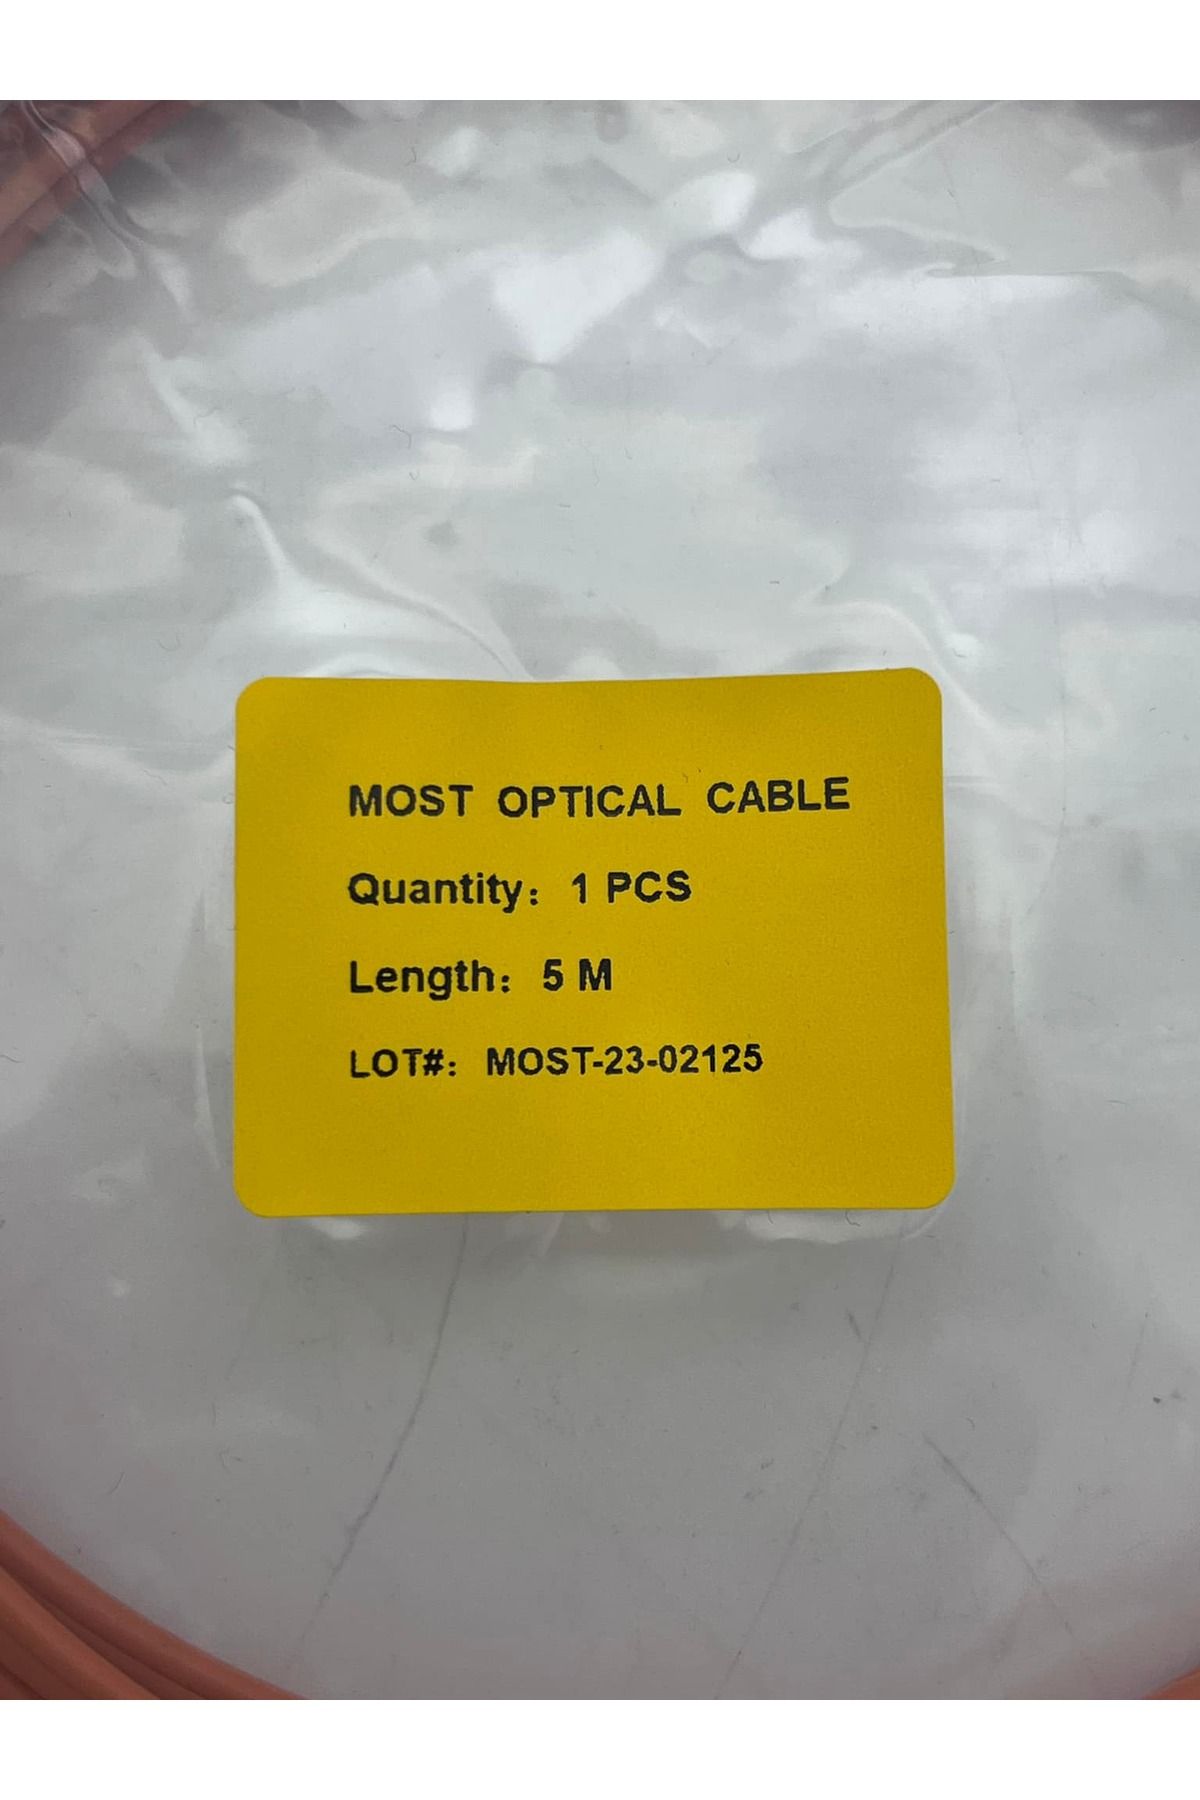 MOST OPTICAL CABLE
Quantity： 1 PCS
Length： 5 M
LOT#： MOST-23-02125